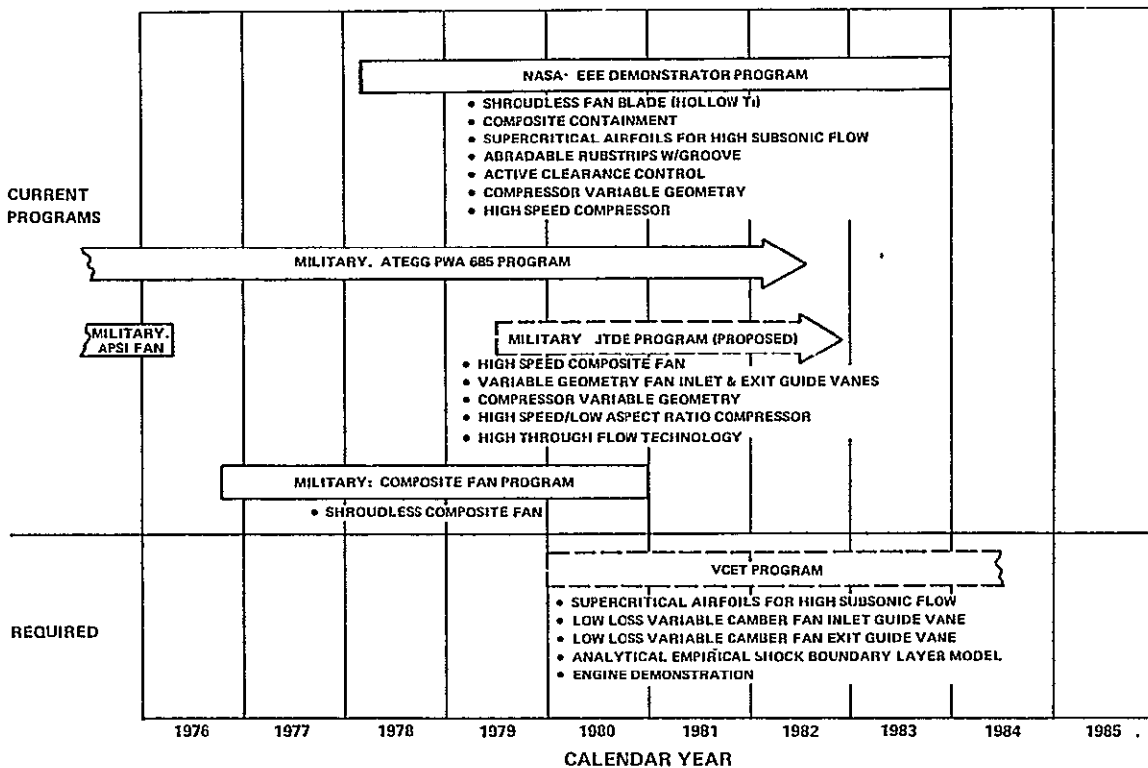 NASA- EEE DEMONSTRATOR PROGRAM
• SHROUDLESS FAN BLADE (HOLLOW Ti)
• COMPOSITE CONTAINMENT
• SUPERCRITICAL AIRFOILS FOR HIGH SUBSONIC FLOW
• ABRADABLE RUBSTRIPS W/GROOVE
• ACTIVE CLEARANCE CONTROL
• COMPRESSOR VARIABLE GEOMETRY
• HIGH SPEED COMPRESSOR
CURRENT
PROGRAMS
MILITARY. ATEGG PWA 685 PROGRAM
MILITARY.
APSI FAN
MILITARY JTDE PROGRAM (PROPOSED)
• HIGH SPEED COMPOSITE FAN
• VARIABLE GEOMETRY FAN INLET & EXIT GUIDE VANES
• COMPRESSOR VARIABLE GEOMETRY
• HIGH SPEED/LOW ASPECT RATIO COMPRESSOR
• HIGH THROUGH FLOW TECHNOLOGY
MILITARY: COMPOSITE FAN PROGRAM
• SHROUDLESS COMPOSITE FAN
VCET PROGRAM
• SUPERCRITICAL AIRFOILS FOR HIGH SUBSONIC FLOW
• LOW LOSS VARIABLE CAMBER FAN INLET GUIDE VANE
• LOW LOSS VARIABLE CAMBER FAN EXIT GUIDE VANE
• ANALYTICAL EMPIRICAL SHOCK BOUNDARY LAYER MODEL
• ENGINE DEMONSTRATION
REQUIRED
1976 1977 1978 1979 1980 1981 1982 1983 1984 1985
CALENDAR YEAR